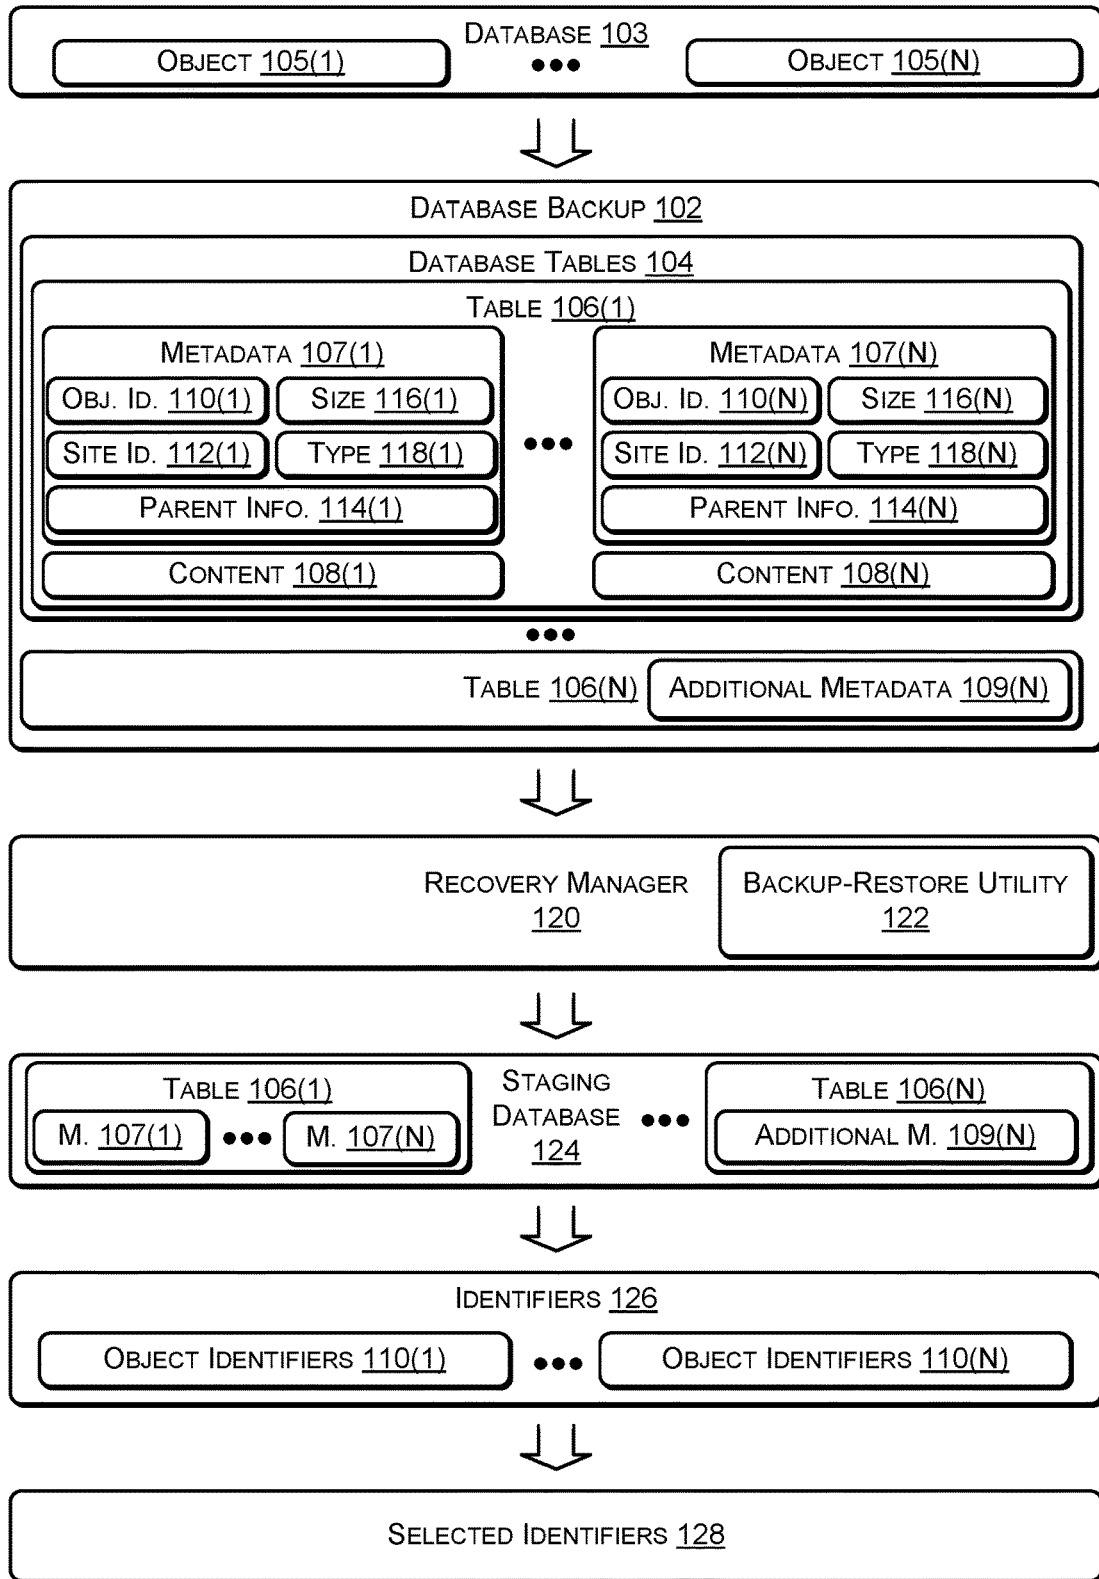 DATABASE 103
OBJECT 105(1) ••• OBJECT 105(N)
DATABASE BACKUP 102
DATABASE TABLES 104
TABLE 106(1)
METADATA 107(1) METADATA 107(N)
OBJ. ID. 110(1) SIZE 116(1) OBJ. ID. 110(N) SIZE 116(N)
SITE ID. 112(1) TYPE 118(1) ••• SITE ID. 112(N) TYPE 118(N)
PARENT INFO. 114(1) PARENT INFO. 114(N)
CONTENT 108(1) CONTENT 108(N)
•••
TABLE 106(N) ADDITIONAL METADATA 109(N)
RECOVERY MANAGER
120
BACKUP-RESTORE UTILITY
122
TABLE 106(1)
M. 107(1) ••• M. 107(N)
STAGING
DATABASE •••
124
TABLE 106(N)
ADDITIONAL M. 109(N)
IDENTIFIERS 126
OBJECT IDENTIFIERS 110(1) ••• OBJECT IDENTIFIERS 110(N)
SELECTED IDENTIFIERS 128